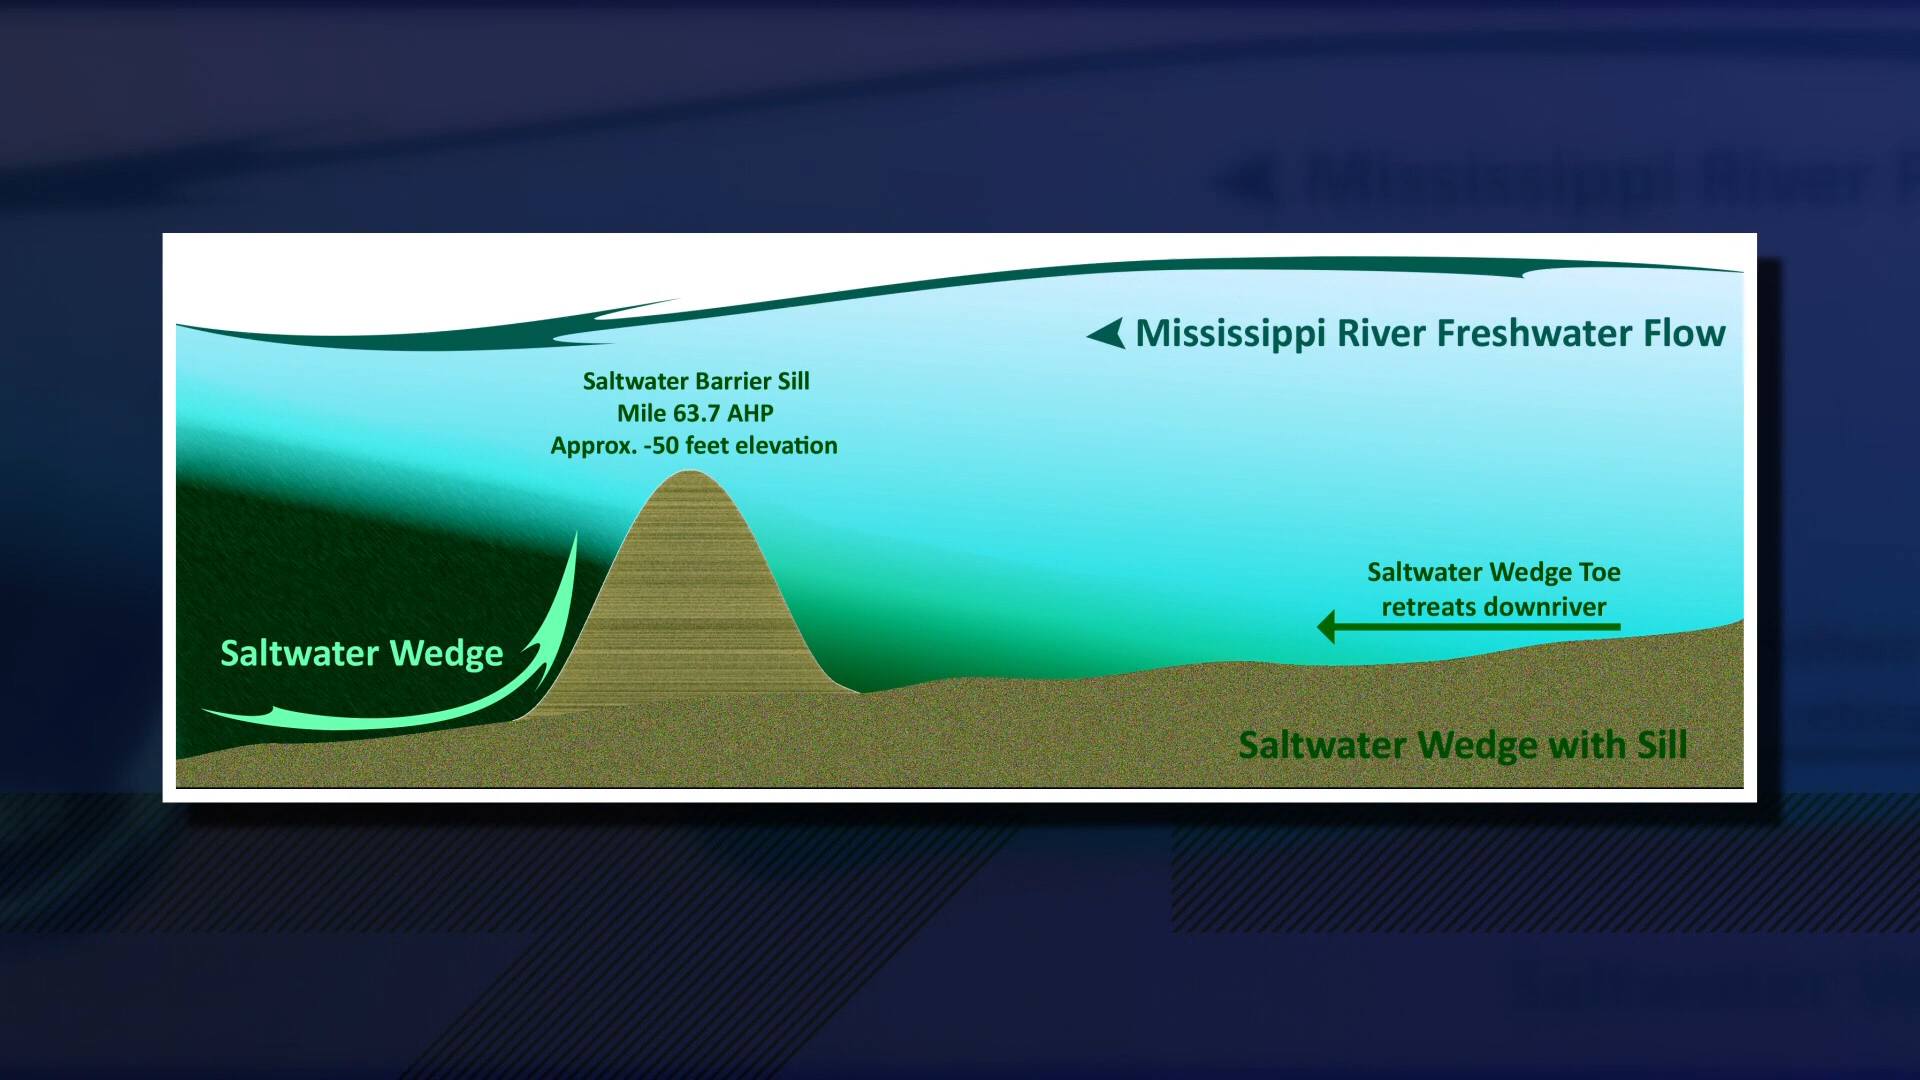 Mississippi River Freshwater Flow
Saltwater Barrier Sill
Mile 63.7 AHP
Approx. -50 feet elevation
Saltwater Wedge Toe
retreats downriver
Saltwater Wedge
Saltwater Wedge with Sill